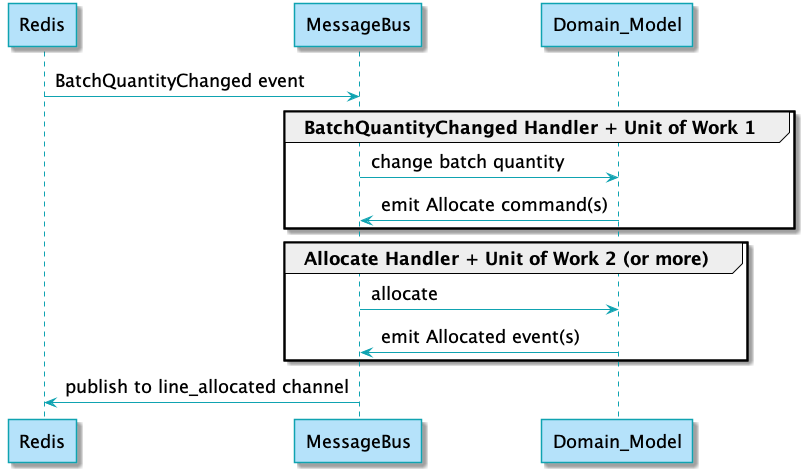 Redis
MessageBus
Domain_Model
BatchQuantityChanged event
BatchQuantityChanged Handler + Unit of Work 1
change batch quantity
emit Allocate command(s)
Allocate Handler + Unit of Work 2 (or more)
allocate
emit Allocated event(s)
publish to line_allocated channel
Redis
MessageBus
Domain_Model